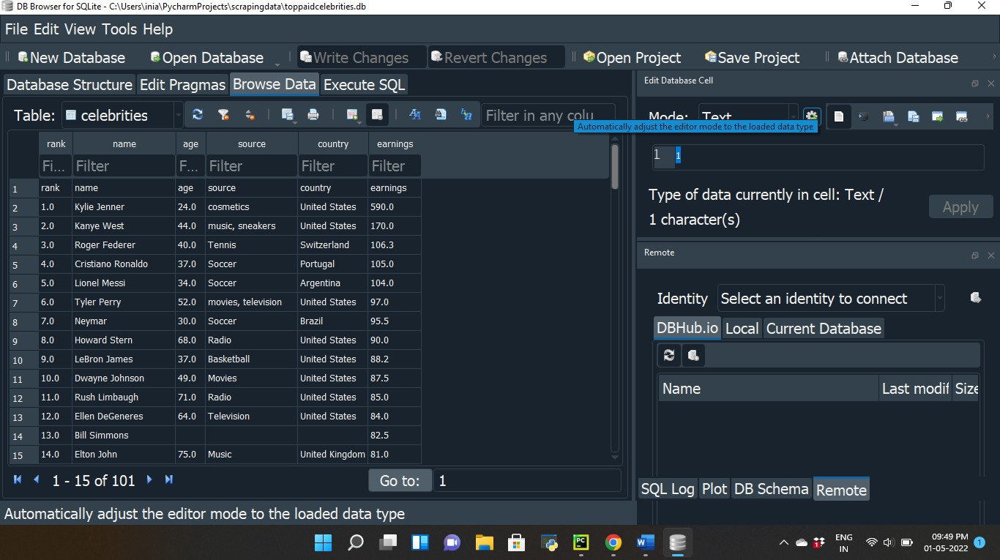 DB Browser for SQLite - C:\Users\inia\PycharmProjects\scrapingdata\toppaidcelebrities.db
File Edit View Tools Help
New Database Open Database Write Changes Revert Changes Open Project Save Project Attach Database
Database Structure Edit Pragmas Browse Data Execute SQL
Table: celebrities Filter in any colu
rank name age source country earnings
Fi... Filter F... Filter Filter Filter
1 rank name age source country earnings
2 1.0 Kylie Jenner 24.0 cosmetics United States 590.0
3 2.0 Kanye West 44.0 music, sneakers United States 170.0
4 3.0 Roger Federer 40.0 Tennis Switzerland 106.3
5 4.0 Cristiano Ronaldo 37.0 Soccer Portugal 105.0
6 5.0 Lionel Messi 34.0 Soccer Argentina 104.0
7 6.0 Tyler Perry 52.0 movies, television United States 97.0
8 7.0 Neymar 30.0 Soccer Brazil 95.5
9 8.0 Howard Stern 68.0 Radio United States 90.0
10 9.0 LeBron James 37.0 Basketball United States 88.2
11 10.0 Dwayne Johnson 49.0 Movies United States 87.5
12 11.0 Rush Limbaugh 71.0 Radio United States 85.0
13 12.0 Ellen DeGeneres 64.0 Television United States 84.0
14 13.0 Bill Simmons 82.5
15 14.0 Elton John 75.0 Music United Kingdom 81.0
1 - 15 of 101 Go to: 1
Edit Database Cell
Mode: Text
Automatically adjust the editor mode to the loaded data type
1 1
Type of data currently in cell: Text /
1 character(s)
Apply
Remote
Identity Select an identity to connect
DBHub.io Local Current Database
Name Last modif Size
SQL Log Plot DB Schema Remote
Automatically adjust the editor mode to the loaded data type
PC
W
1
ENG
IN
09:49 PM
01-05-2022
1